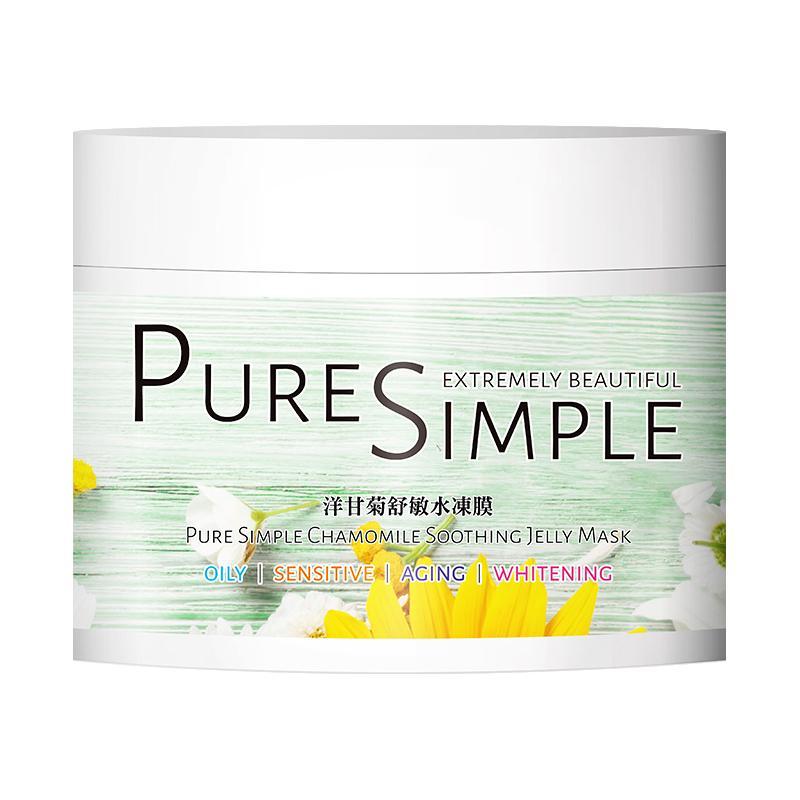 PURE
EXTREMELY BEAUTIFUL
SIMPLE
洋甘菊舒敏水凍膜
PURE SIMPLE CHAMOMILE SOOTHING JELLY MASK
OILY | SENSITIVE | AGING | WHITENING